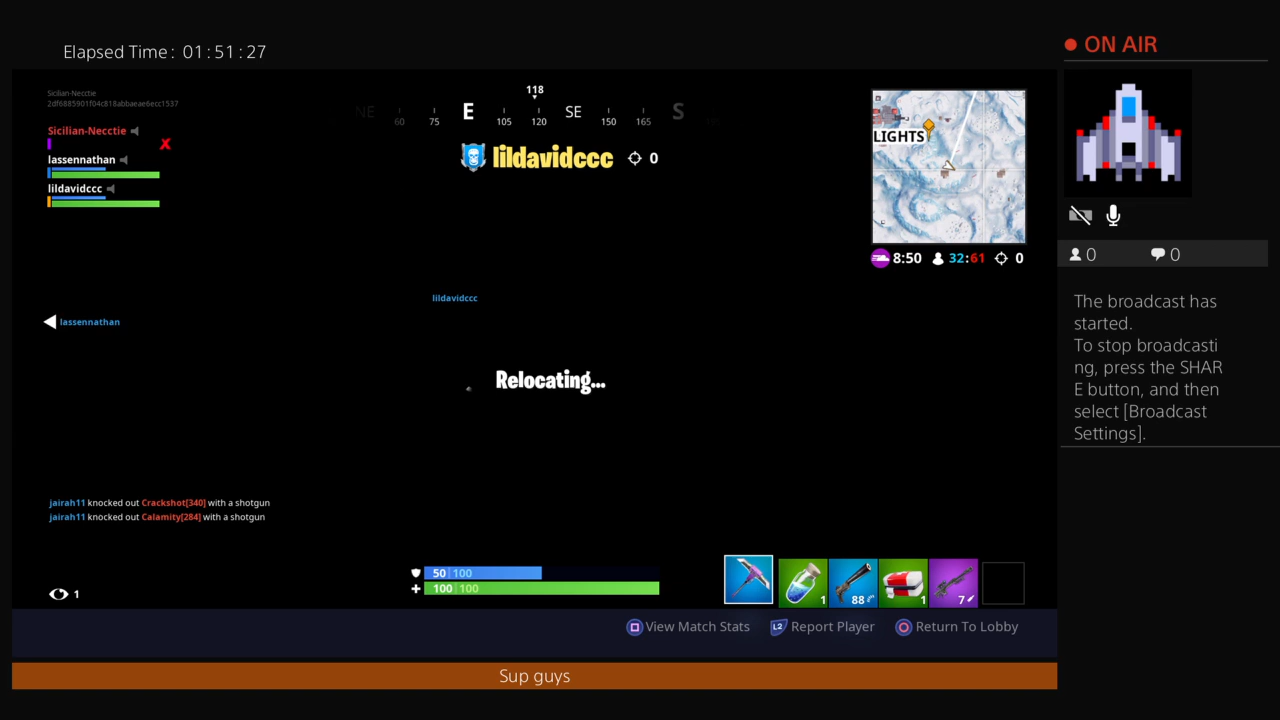 Elapsed Time: 01:51:27
ON AIR
Sicilian-Necctie
2df6885901f04c818abbaeae6ecc1537
Sicilian-Necctie
X
lassennathan
lildavidccc
118
NE E SE S
60 75 105 120 150 165
lildavidccc 0
LIGHTS
8:50 32:61 0
0 0
The broadcast has
started.
To stop broadcasti
ng, press the SHAR
E button, and then
select [Broadcast
Settings].
lildavidccc
lassennathan
Relocating...
jairah11 knocked out Crackshot[340] with a shotgun
jairah11 knocked out Calamity[284] with a shotgun
50 | 100
100 | 100
1 88 1 7
1
View Match Stats L2 Report Player Return To Lobby
Sup guys